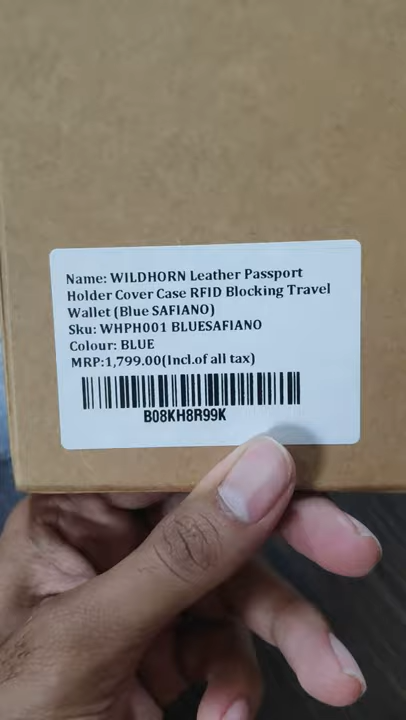 Name: WILDHORN Leather Passport
Holder Cover Case RFID Blocking Travel
Wallet (Blue SAFIANO)
Sku: WHPH001 BLUESAFIANO
Colour: BLUE
MRP:1,799.00(Incl.of all tax)
B08KH8R99K